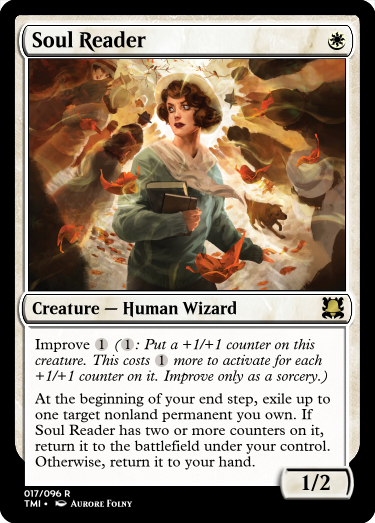 Soul Reader
Creature — Human Wizard
Improve 1 (1: Put a +1/+1 counter on this
creature. This costs 1 more to activate for each
+1/+1 counter on it. Improve only as a sorcery.)
At the beginning of your end step, exile up to
one target nonland permanent you own. If
Soul Reader has two or more counters on it,
return it to the battlefield under your control.
Otherwise, return it to your hand.
1/2
017/096 R
TMI • Aurore Folny